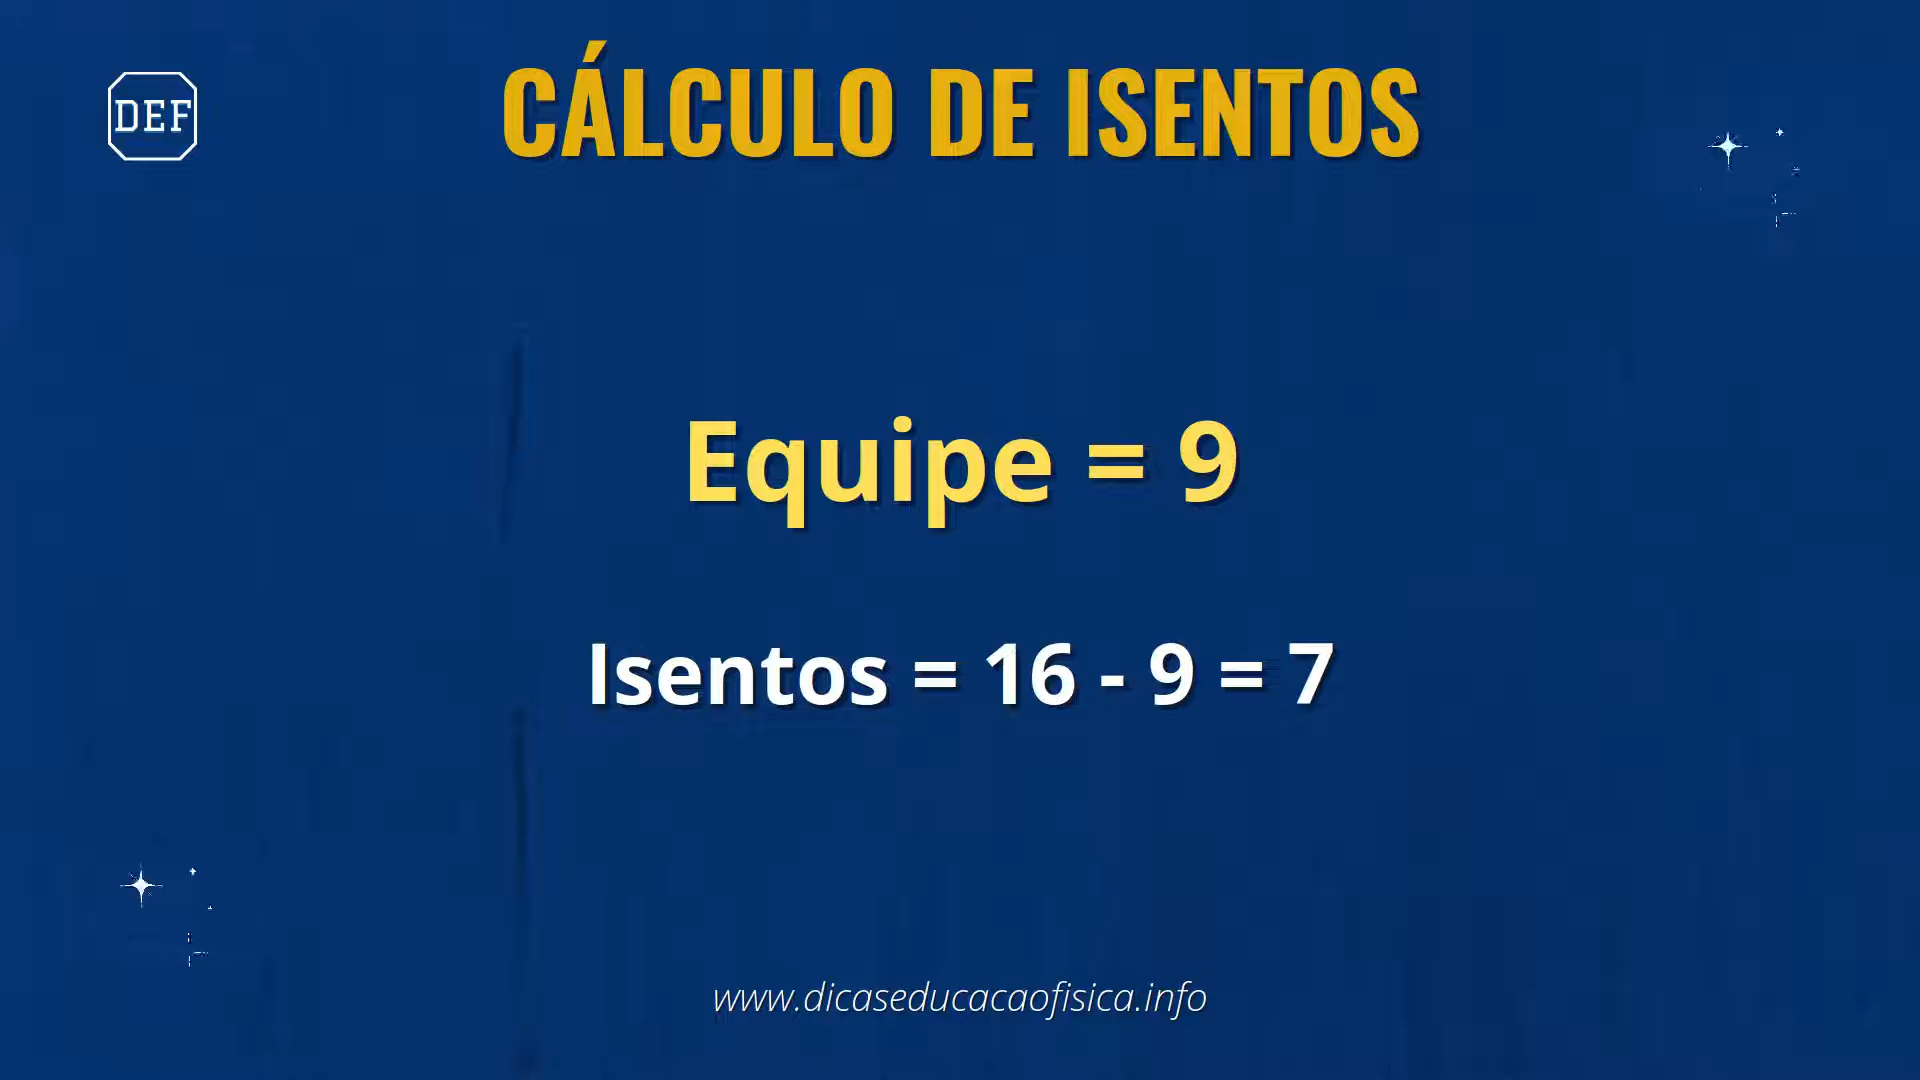 DEF
CÁLCULO DE ISENTOS
Equipe = 9
Isentos = 16 - 9 = 7
www.dicaseducacaofisica.info